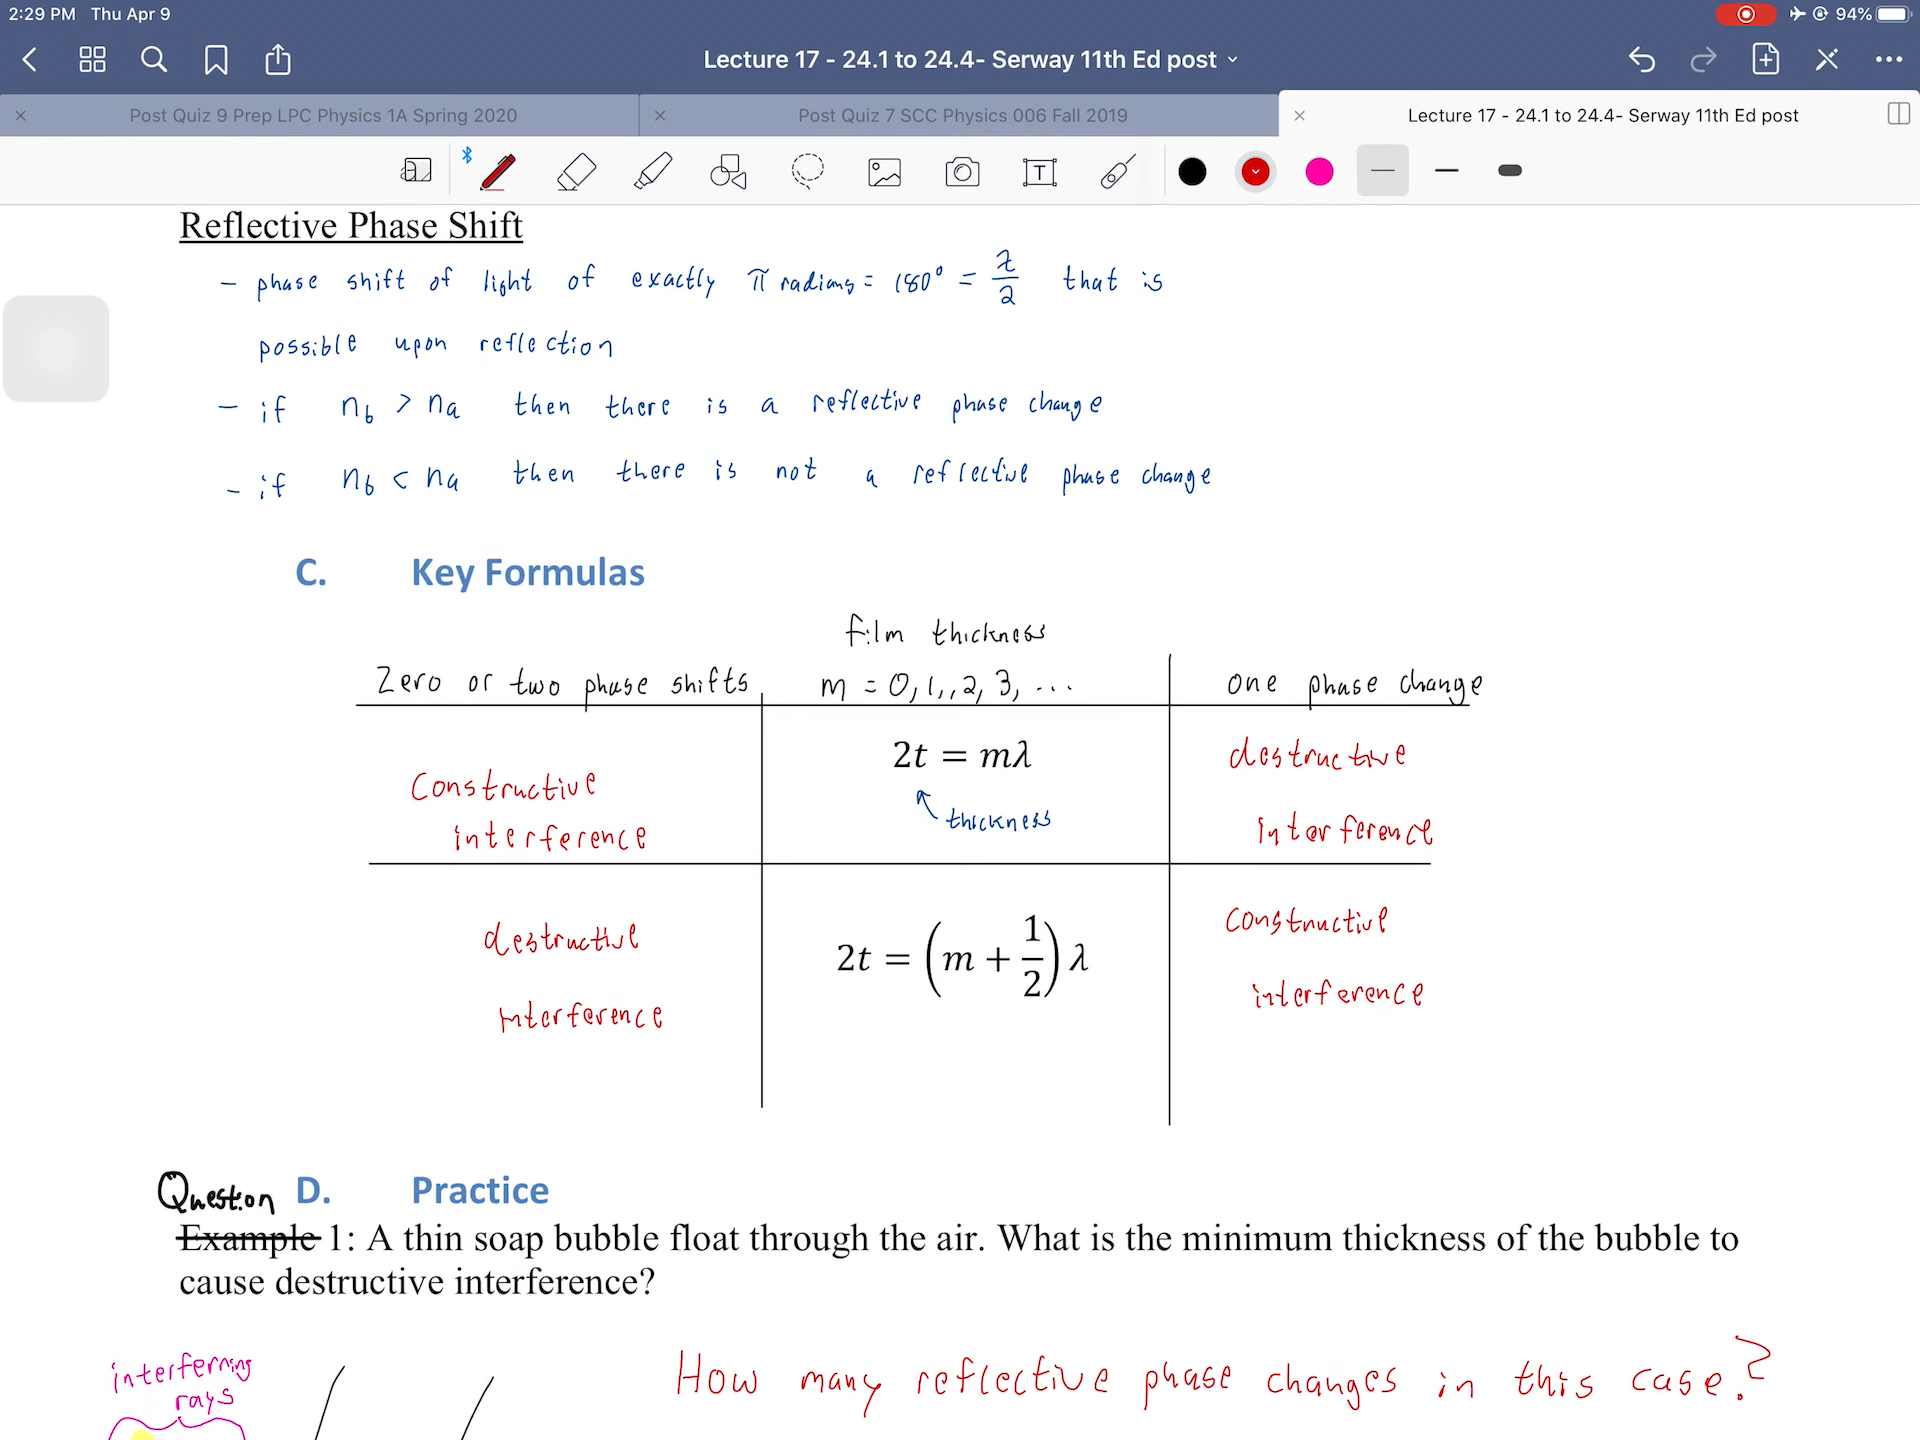 2:29 PM Thu Apr 9
94%
Lecture 17 - 24.1 to 24.4- Serway 11th Ed post
Post Quiz 9 Prep LPC Physics 1A Spring 2020
Post Quiz 7 SCC Physics 006 Fall 2019
Lecture 17 - 24.1 to 24.4- Serway 11th Ed post
Reflective Phase Shift
- phase shift of light of exactly π radians = 180° = λ/2 that is
possible upon reflection
- if n_b > n_a then there is a reflective phase change
- if n_b < n_a then there is not a reflective phase change
C. Key Formulas
film thickness
Zero or two phase shifts m = 0, 1,, 2, 3, ... one phase change
2t = mλ
destructive
Constructive
thickness
interference
interference
constructive
destructive
2t = (m + 1/2) λ
interference
interference
Question D. Practice
Example 1: A thin soap bubble float through the air. What is the minimum thickness of the bubble to
cause destructive interference?
interferring
rays
How many reflective phase changes in this case?